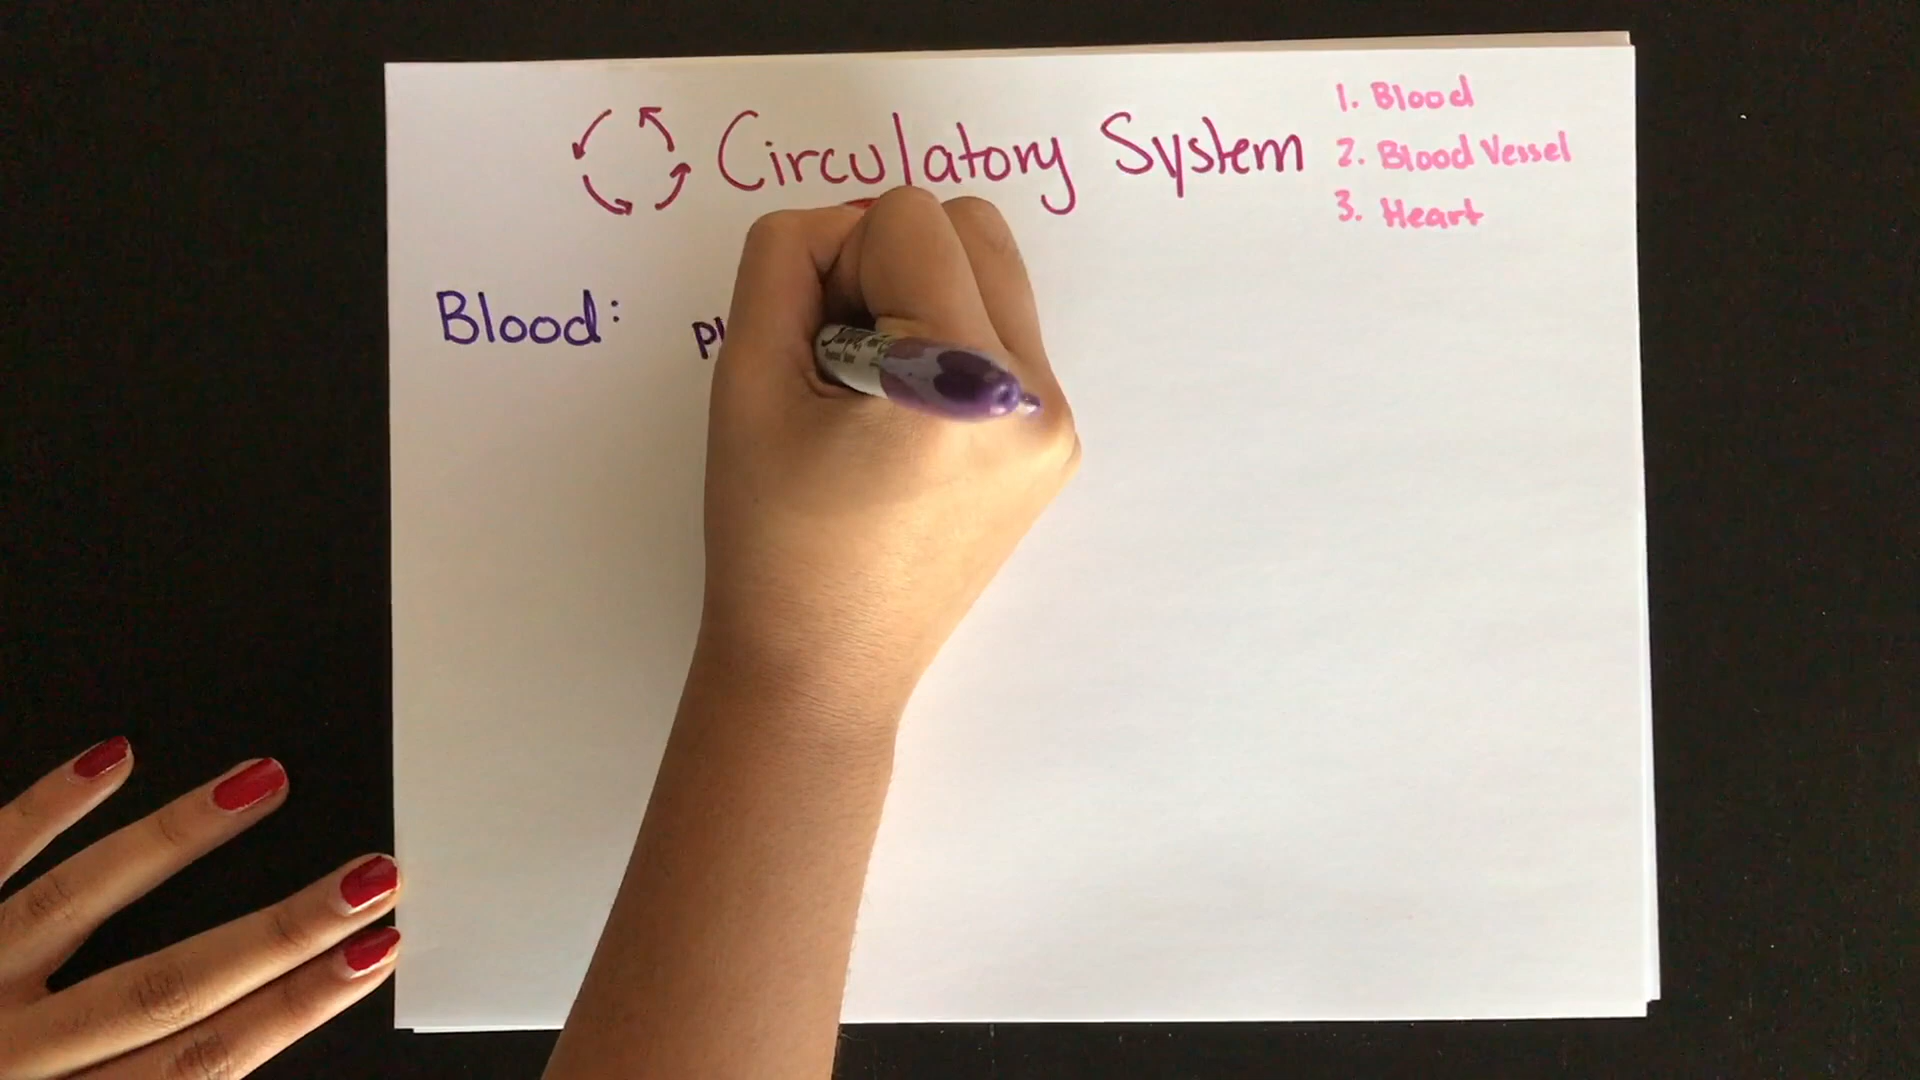 Circulatory System
1. Blood
2. Blood Vessel
3. Heart
Blood: